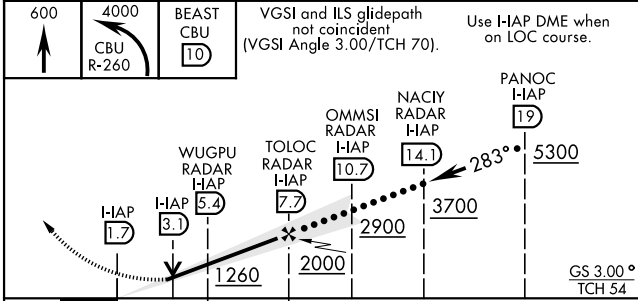 600
4000
CBU
R-260
BEAST
CBU
10
VGSI and ILS glidepath
not coincident
(VGSI Angle 3.00/TCH 70).
Use I-IAP DME when
on LOC course.
PANOC
I-IAP
19
NACIY
RADAR
I-IAP
14.1
OMMSI
RADAR
I-IAP
10.7
TOLOC
RADAR
I-IAP
7.7
WUGPU
RADAR
I-IAP
5.4
I-IAP
3.1
I-IAP
1.7
283°
5300
3700
2900
2000
1260
GS 3.00°
TCH 54